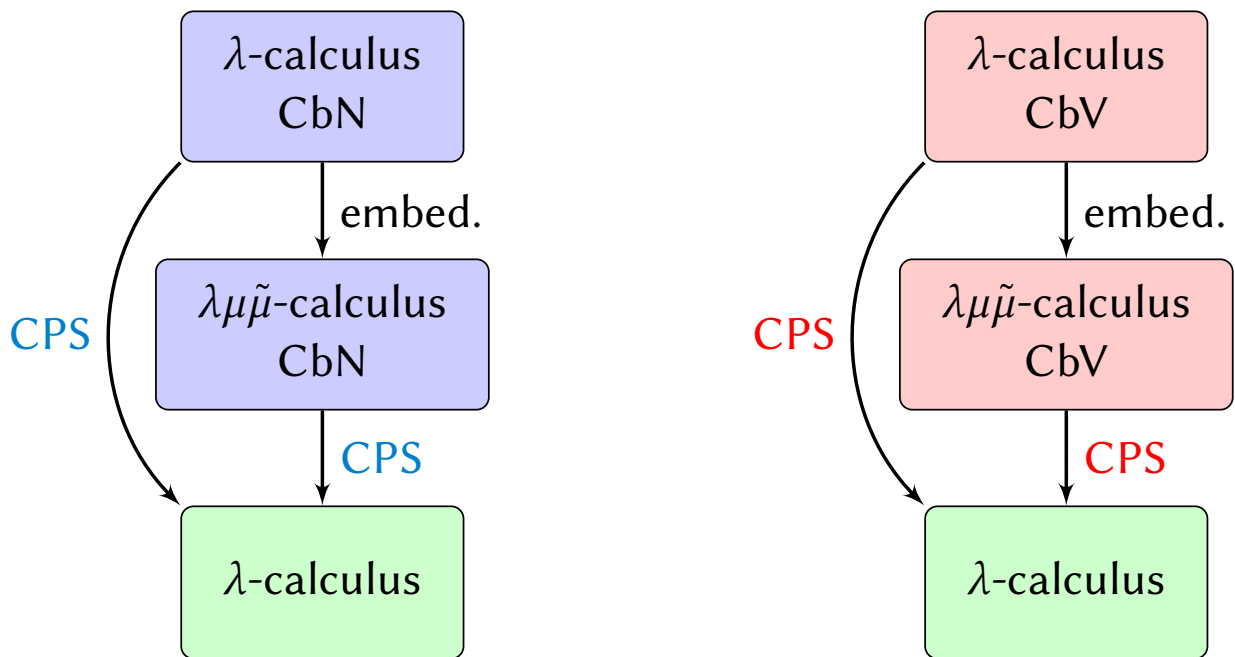 λ-calculus
CbN
embed.
λμμ̃-calculus
CbN
CPS
CPS
λ-calculus
λ-calculus
CbV
embed.
λμμ̃-calculus
CbV
CPS
CPS
λ-calculus